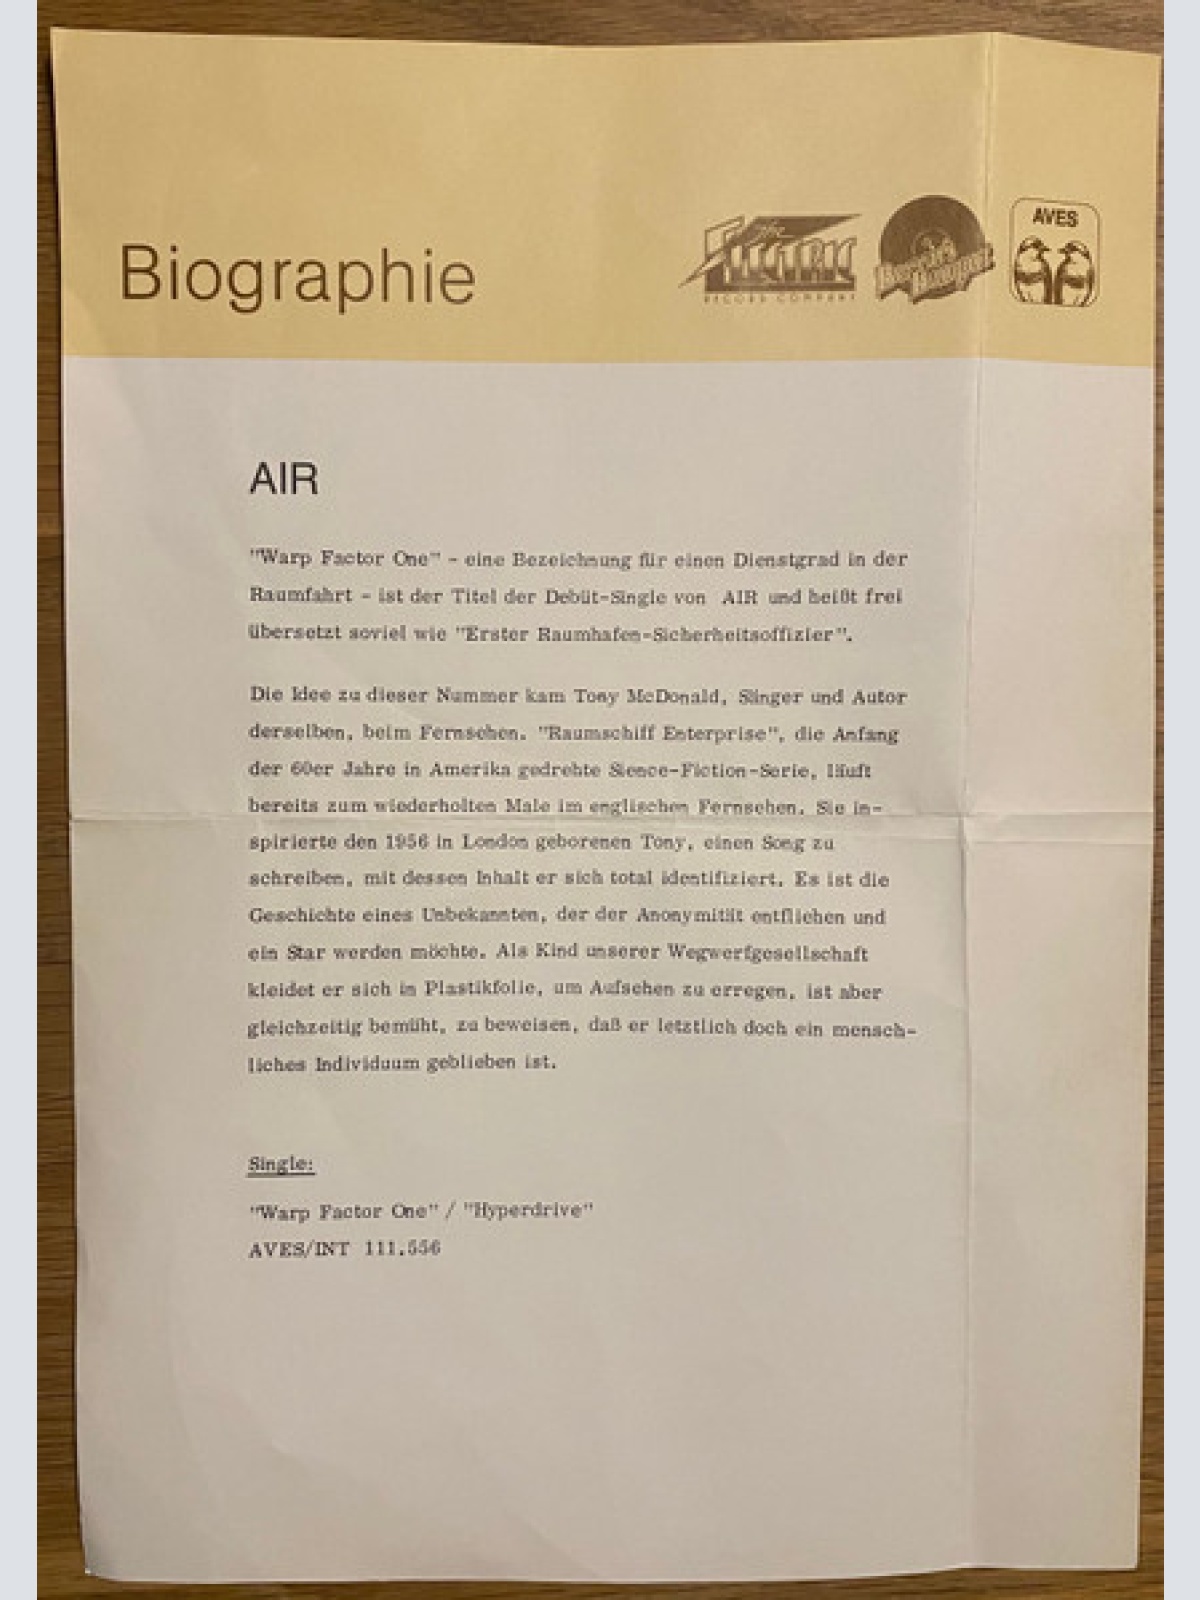 Biographie
the
RECORD COMPANY
AVES
AIR
"Warp Factor One" - eine Bezeichnung für einen Dienstgrad in der
Raumfahrt - ist der Titel der Debüt-Single von AIR und heißt frei
übersetzt soviel wie "Erster Raumhafen-Sicherheitsoffizier".
Die Idee zu dieser Nummer kam Tony McDonald, Sänger und Autor
derselben, beim Fernsehen. "Raumschiff Enterprise", die Anfang
der 60er Jahre in Amerika gedrehte Sience-Fiction-Serie, läuft
bereits zum wiederholten Male im englischen Fernsehen. Sie in-
spirierte den 1956 in London geborenen Tony, einen Song zu
schreiben, mit dessen Inhalt er sich total identifiziert. Es ist die
Geschichte eines Unbekannten, der der Anonymität entfliehen und
ein Star werden möchte. Als Kind unserer Wegwerfgesellschaft
kleidet er sich in Plastikfolie, um Aufsehen zu erregen, ist aber
gleichzeitig bemüht, zu beweisen, daß er letztlich doch ein mensch-
liches Individuum geblieben ist.
Single:
"Warp Factor One" / "Hyperdrive"
AVES/INT 111.556